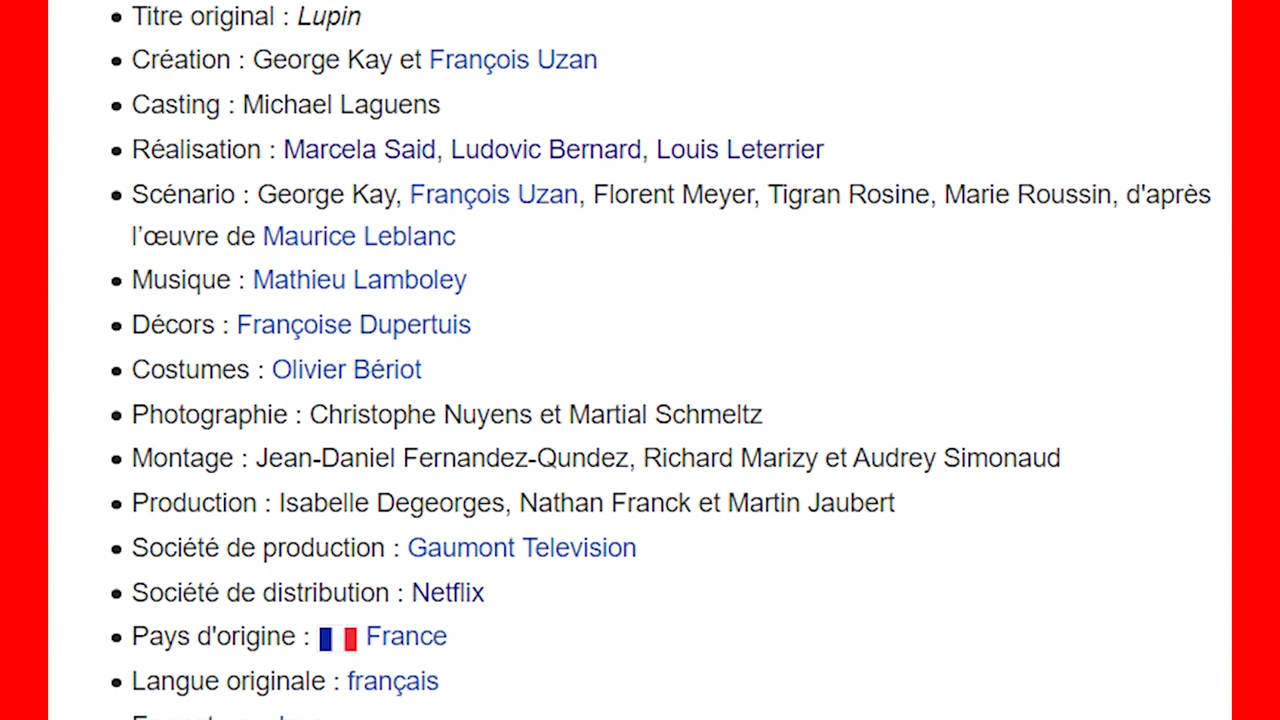 • Titre original : Lupin
• Création : George Kay et François Uzan
• Casting : Michael Laguens
• Réalisation : Marcela Said, Ludovic Bernard, Louis Leterrier
• Scénario : George Kay, François Uzan, Florent Meyer, Tigran Rosine, Marie Roussin, d'après
l’œuvre de Maurice Leblanc
• Musique : Mathieu Lamboley
• Décors : Françoise Dupertuis
• Costumes : Olivier Bériot
• Photographie : Christophe Nuyens et Martial Schmeltz
• Montage : Jean-Daniel Fernandez-Qundez, Richard Marizy et Audrey Simonaud
• Production : Isabelle Degeorges, Nathan Franck et Martin Jaubert
• Société de production : Gaumont Television
• Société de distribution : Netflix
• Pays d'origine : France
• Langue originale : français